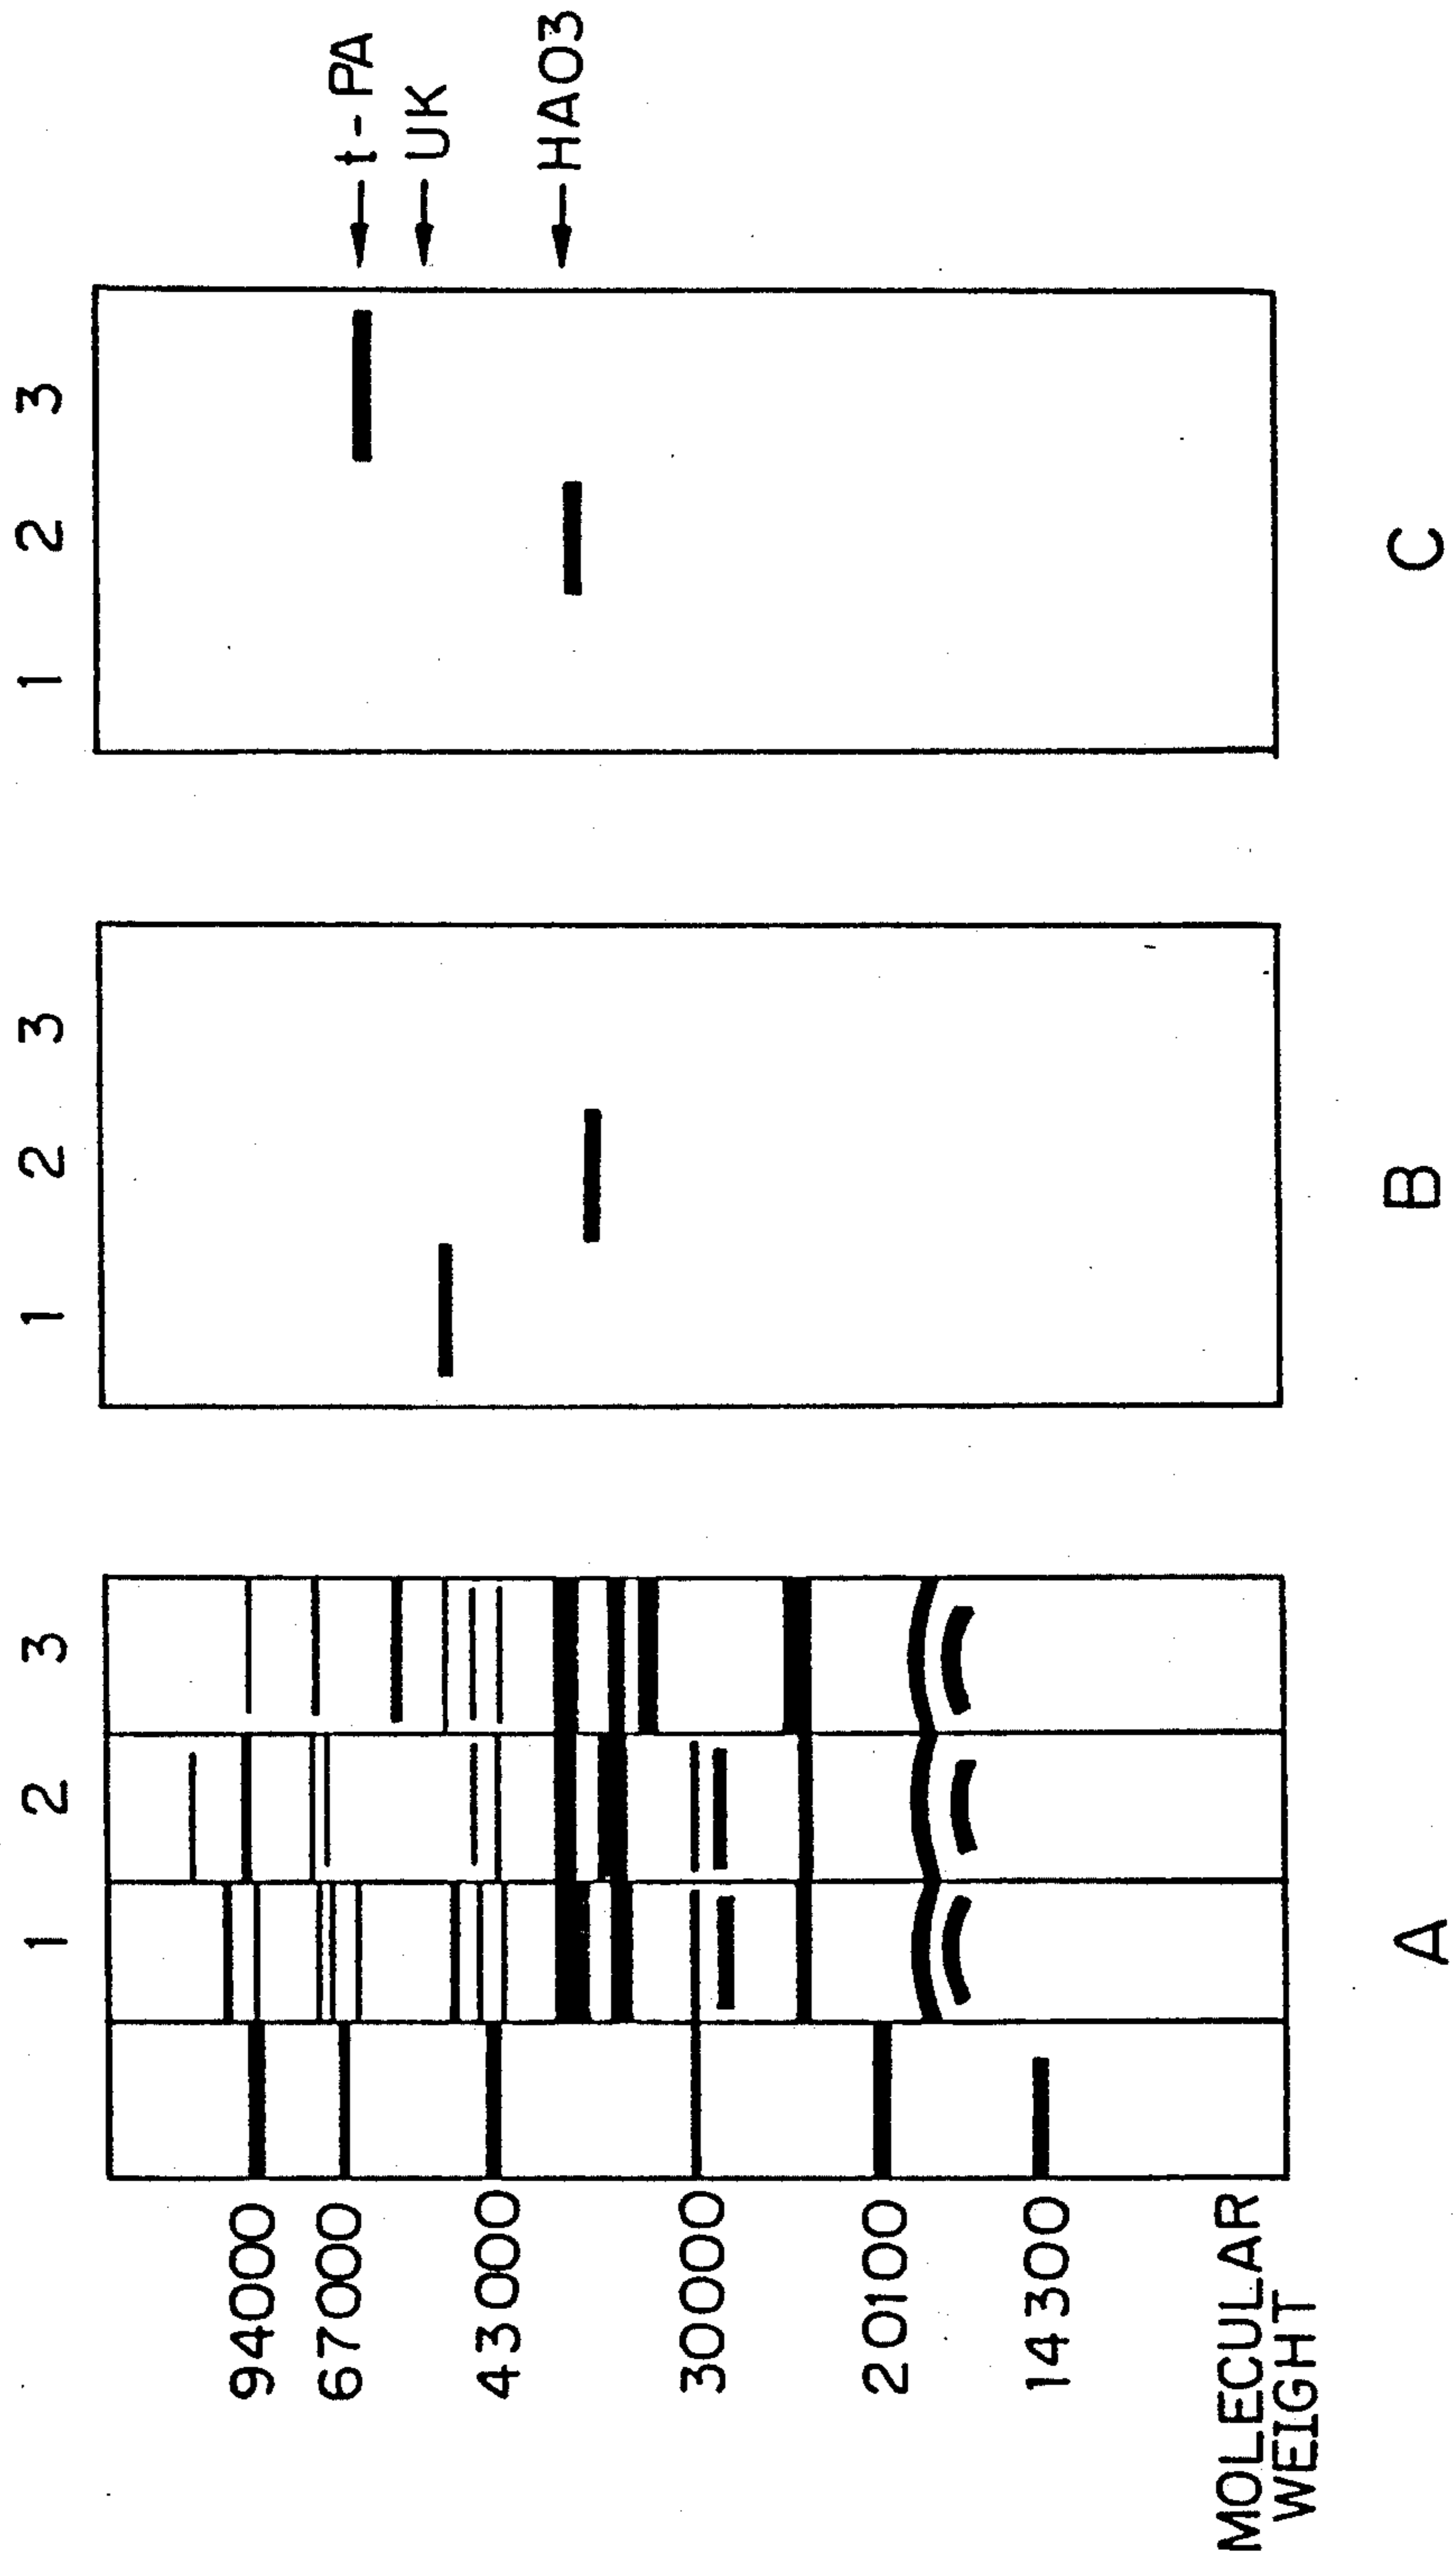 1 2 3
1 2 3
1 2 3
94000
67000
43000
30000
20100
14300
MOLECULAR
WEIGHT
← t-PA
← UK
← HA03
A
B
C